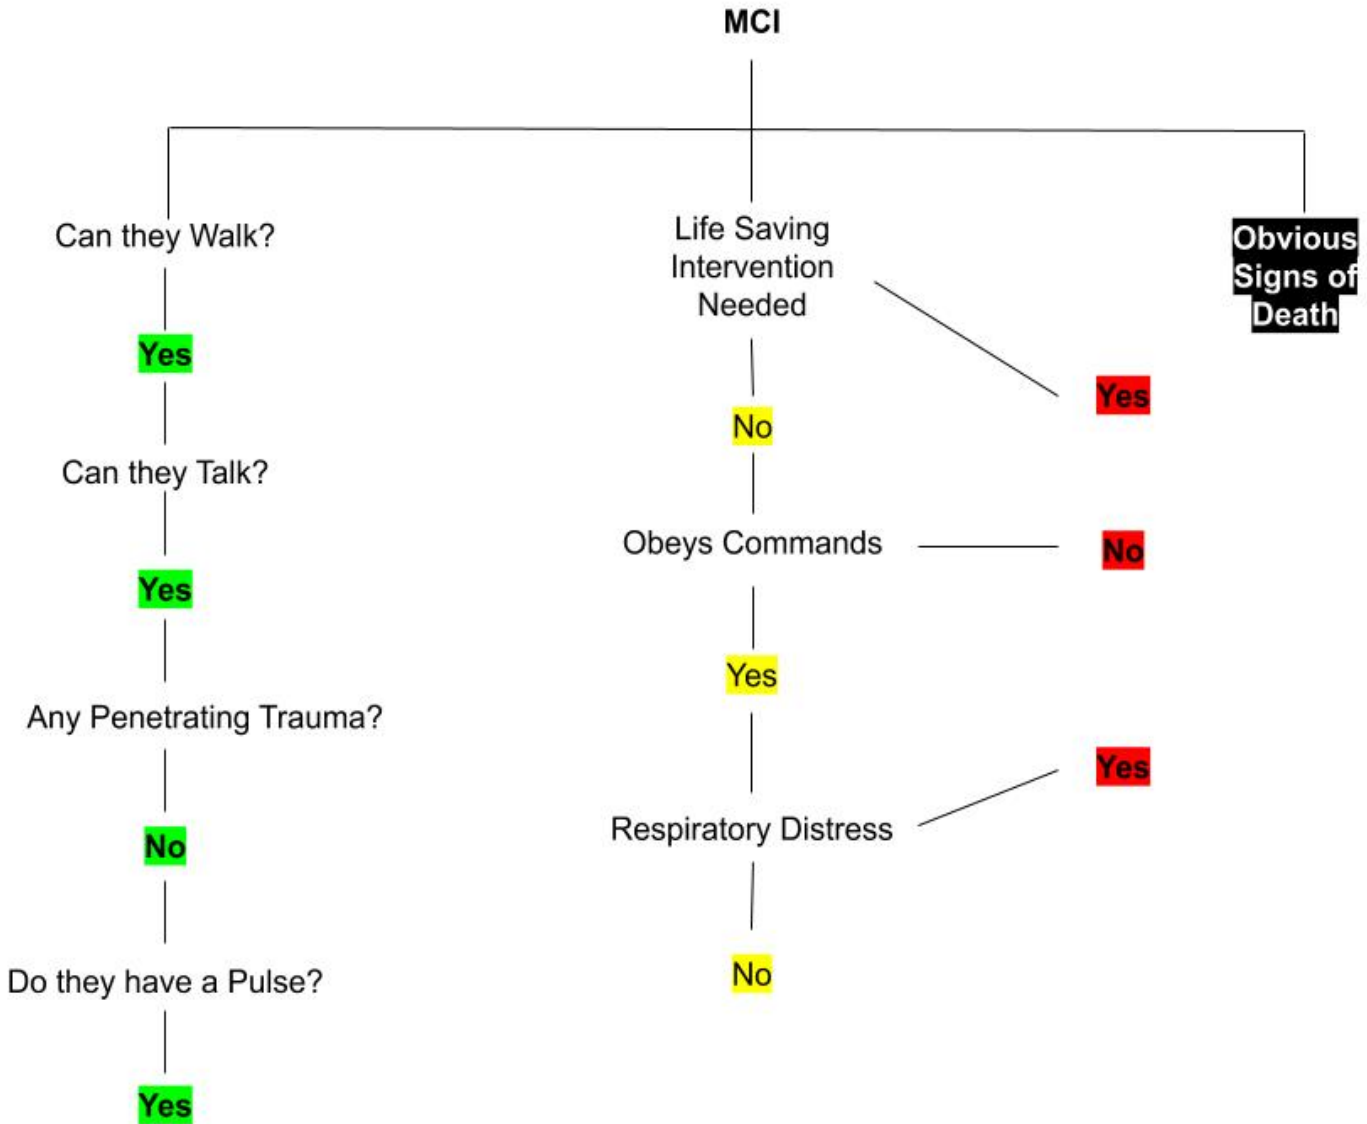 MCI
Can they Walk?
Yes
Can they Talk?
Yes
Any Penetrating Trauma?
No
Do they have a Pulse?
Yes
Life Saving
Intervention
Needed
Yes
No
Obeys Commands
No
Yes
Respiratory Distress
Yes
No
Obvious
Signs of
Death